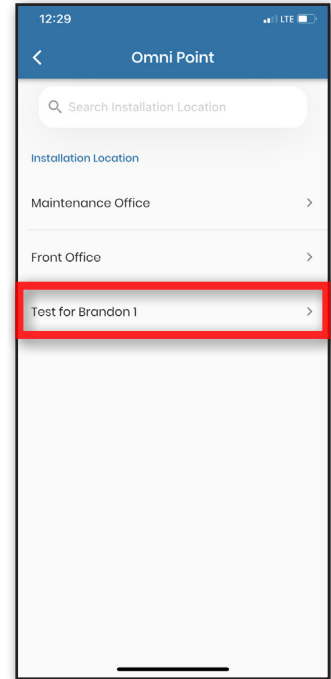 12:29
LTE
Omni Point
Search Installation Location
Installation Location
Maintenance Office
Front Office
Test for Brandon 1